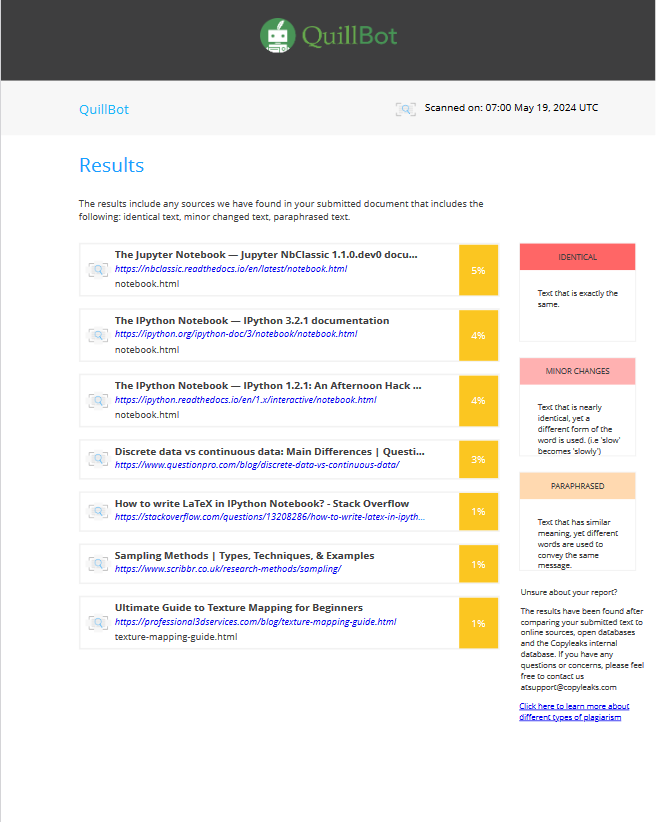 QuillBot
QuillBot
Scanned on: 07:00 May 19, 2024 UTC
Results
The results include any sources we have found in your submitted document that includes the
following: identical text, minor changed text, paraphrased text.
The Jupyter Notebook — Jupyter NbClassic 1.1.0.dev0 docu...
https://nbclassic.readthedocs.io/en/latest/notebook.html
notebook.html
5%
The IPython Notebook — IPython 3.2.1 documentation
https://ipython.org/ipython-doc/3/notebook/notebook.html
notebook.html
4%
The IPython Notebook — IPython 1.2.1: An Afternoon Hack ...
https://ipython.readthedocs.io/en/1.x/interactive/notebook.html
notebook.html
4%
Discrete data vs continuous data: Main Differences | Questi...
https://www.questionpro.com/blog/discrete-data-vs-continuous-data/
3%
How to write LaTeX in IPython Notebook? - Stack Overflow
https://stackoverflow.com/questions/13208286/how-to-write-latex-in-ipyth...
1%
Sampling Methods | Types, Techniques, & Examples
https://www.scribbr.co.uk/research-methods/sampling/
1%
Ultimate Guide to Texture Mapping for Beginners
https://professional3dservices.com/blog/texture-mapping-guide.html
texture-mapping-guide.html
1%
IDENTICAL
Text that is exactly the
same.
MINOR CHANGES
Text that is nearly
identical, yet a
different form of the
word is used. (i.e 'slow'
becomes 'slowly')
PARAPHRASED
Text that has similar
meaning, yet different
words are used to
convey the same
message.
Unsure about your report?
The results have been found after
comparing your submitted text to
online sources, open databases
and the Copyleaks internal
database. If you have any
questions or concerns, please feel
free to contact us
atsupport@copyleaks.com
Click here to learn more about
different types of plagiarism